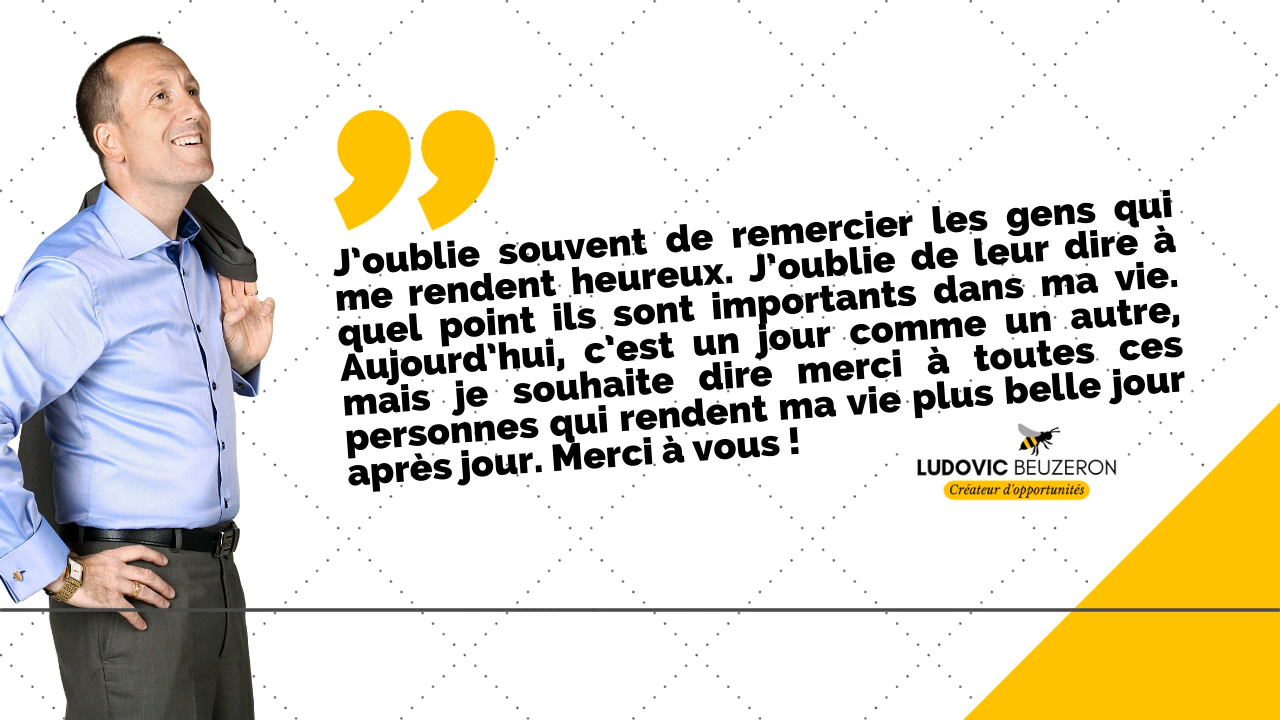 J'oublie souvent de remercier les gens qui
me rendent heureux. J'oublie de leur dire à
quel point ils sont importants dans ma vie.
Aujourd'hui, c'est un jour comme un autre,
mais je souhaite dire merci à toutes ces
personnes qui rendent ma vie plus belle jour
après jour. Merci à vous !
LUDOVIC BEUZERON
Créateur d'opportunités